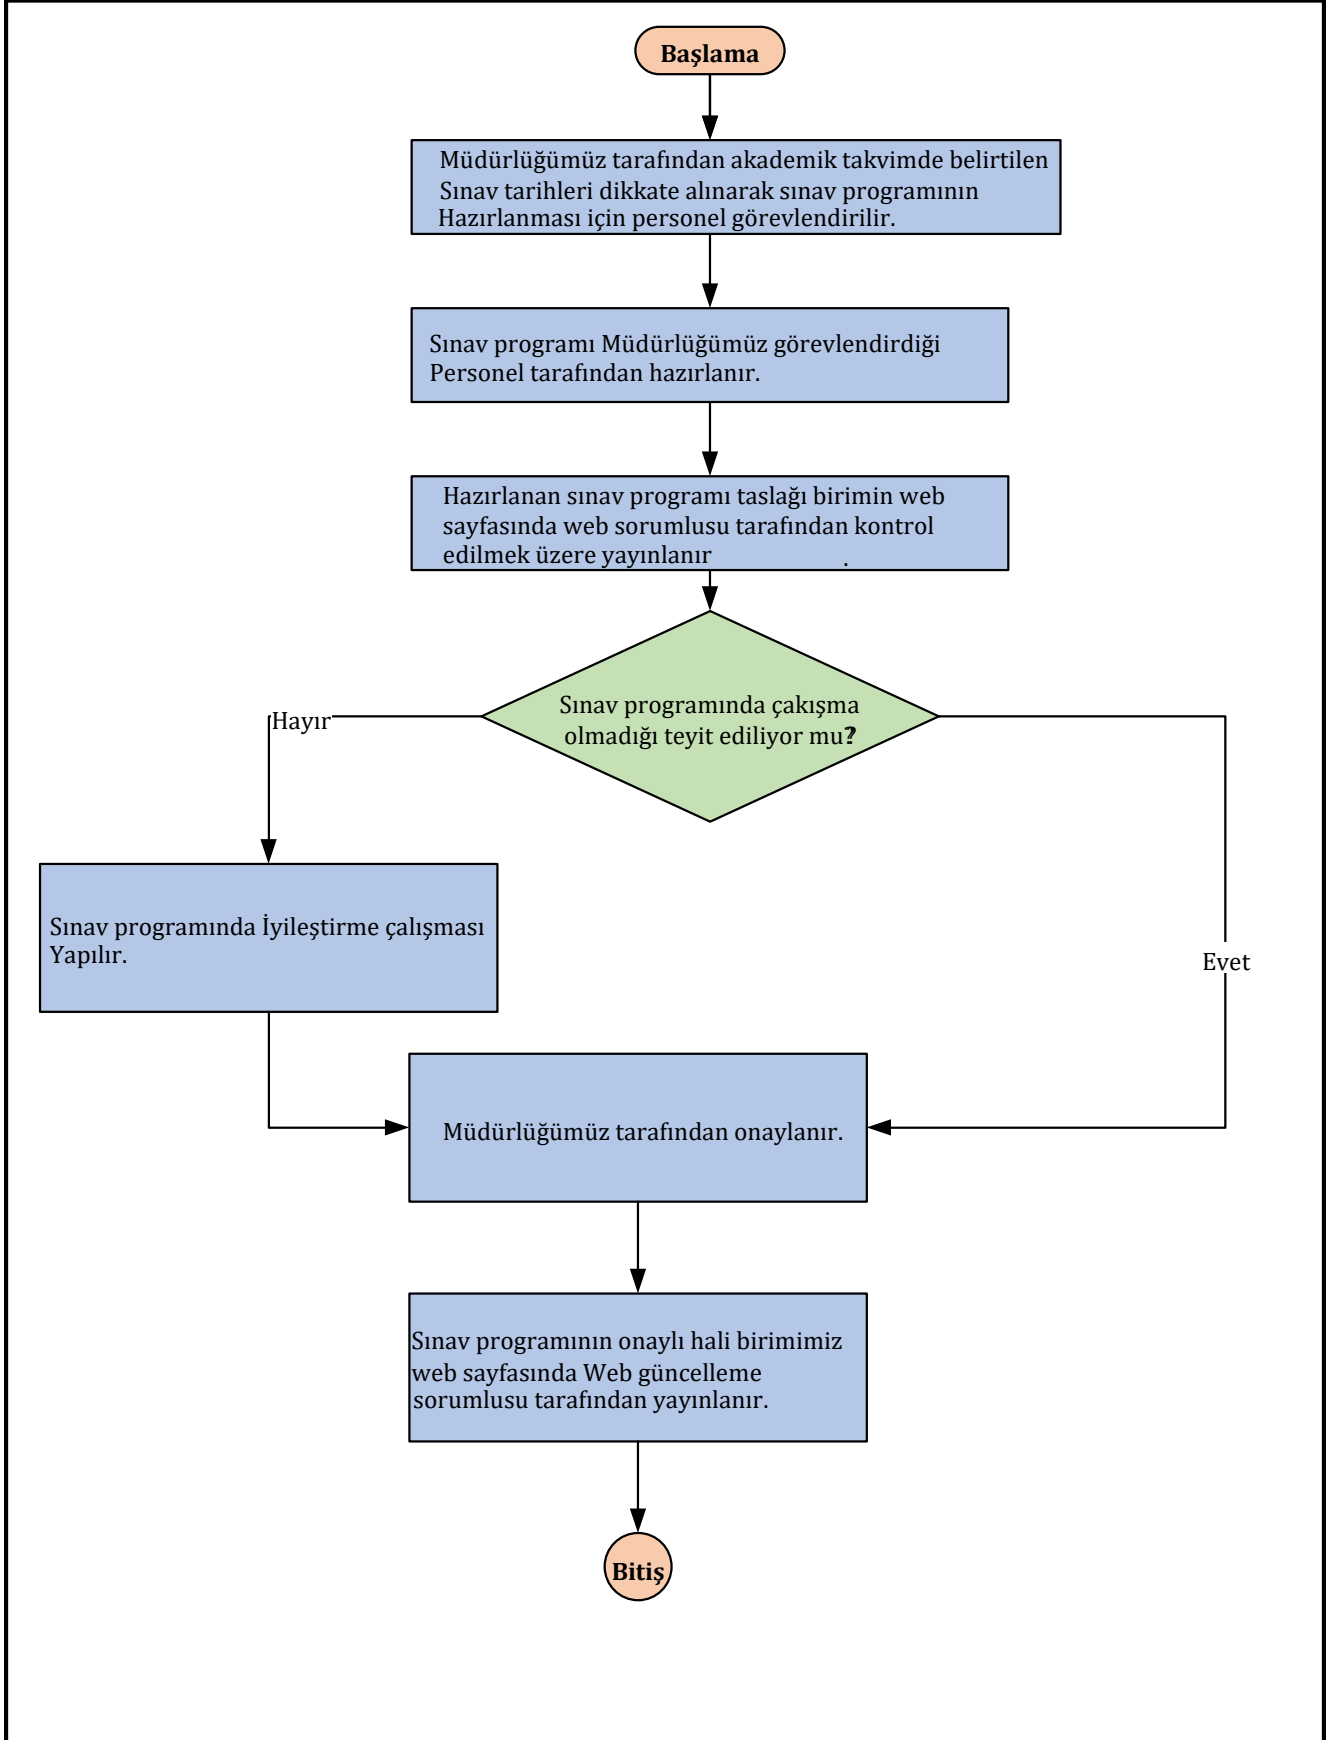 Başlama
Müdürlüğümüz tarafından akademik takvimde belirtilen
Sınav tarihleri dikkate alınarak sınav programının
Hazırlanması için personel görevlendirilir.
Sınav programı Müdürlüğümüz görevlendirdiği
Personel tarafından hazırlanır.
Hazırlanan sınav programı taslağı birimin web
sayfasında web sorumlusu tarafından kontrol
edilmek üzere yayınlanır .
Sınav programında çakışma
olmadığı teyit ediliyor mu?
Hayır
Sınav programında İyileştirme çalışması
Yapılır.
Evet
Müdürlüğümüz tarafından onaylanır.
Sınav programının onaylı hali birimimiz
web sayfasında Web güncelleme
sorumlusu tarafından yayınlanır.
Bitiş